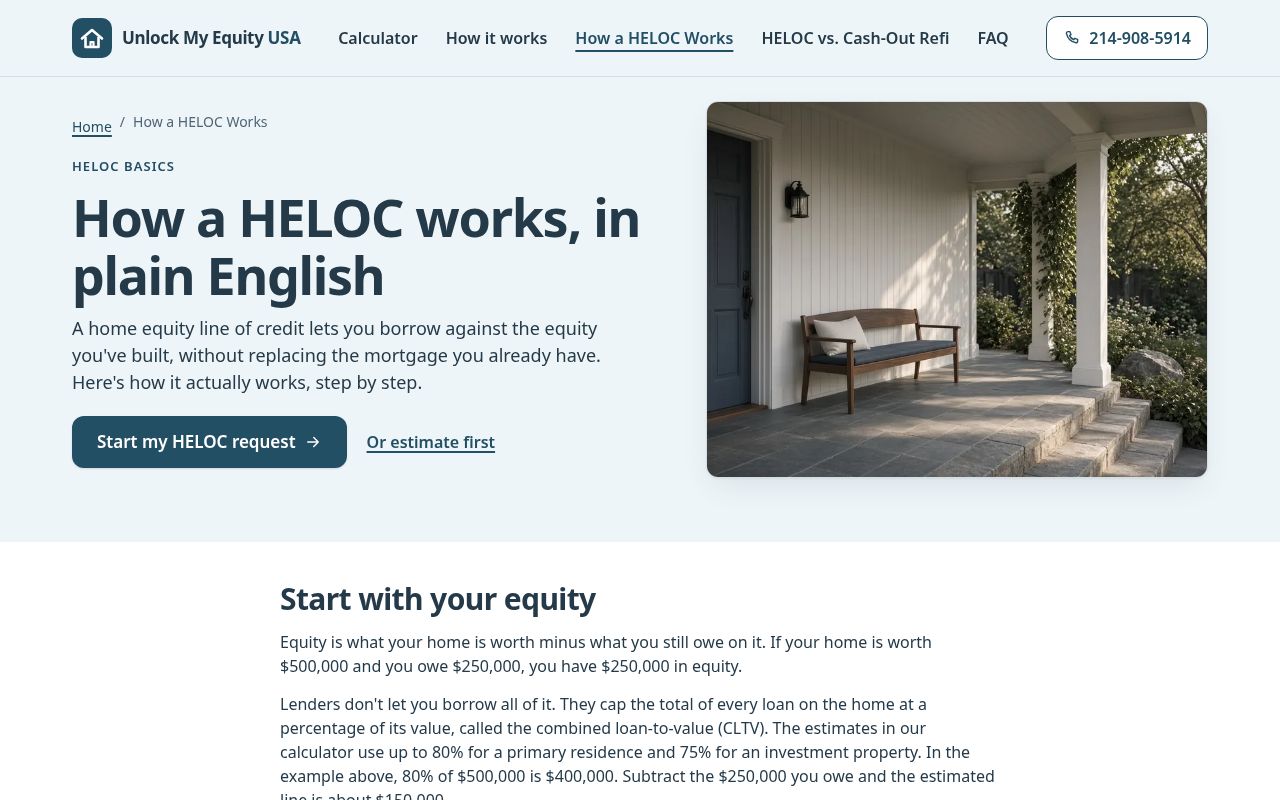 Unlock My Equity USA
Calculator
How it works
How a HELOC Works
HELOC vs. Cash-Out Refi
FAQ
214-908-5914
Home / How a HELOC Works
HELOC BASICS
How a HELOC works, in
plain English
A home equity line of credit lets you borrow against the equity
you've built, without replacing the mortgage you already have.
Here's how it actually works, step by step.
Start my HELOC request →
Or estimate first
Start with your equity
Equity is what your home is worth minus what you still owe on it. If your home is worth
$500,000 and you owe $250,000, you have $250,000 in equity.
Lenders don't let you borrow all of it. They cap the total of every loan on the home at a
percentage of its value, called the combined loan-to-value (CLTV). The estimates in our
calculator use up to 80% for a primary residence and 75% for an investment property. In the
example above, 80% of $500,000 is $400,000. Subtract the $250,000 you owe and the estimated
line is about $150,000.